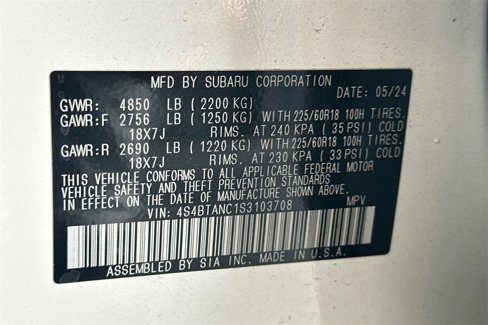 MFD BY SUBARU CORPORATION
DATE: 05/24
GVWR: 4850 LB (2200 KG)
GAWR:F 2756 LB (1250 KG) WITH 225/60R18 100H TIRES.
18X7J RIMS. AT 240 KPA (35 PSI) COLD
GAWR:R 2690 LB (1220 KG) WITH 225/60R18 100H TIRES.
18X7J RIMS. AT 230 KPA (33 PSI) COLD
THIS VEHICLE CONFORMS TO ALL APPLICABLE FEDERAL MOTOR
VEHICLE SAFETY AND THEFT PREVENTION STANDARDS
IN EFFECT ON THE DATE OF MANUFACTURE SHOWN ABOVE.
VIN: 4S4BTANC1S3103708 MPV
ASSEMBLED BY SIA INC. MADE IN U.S.A.